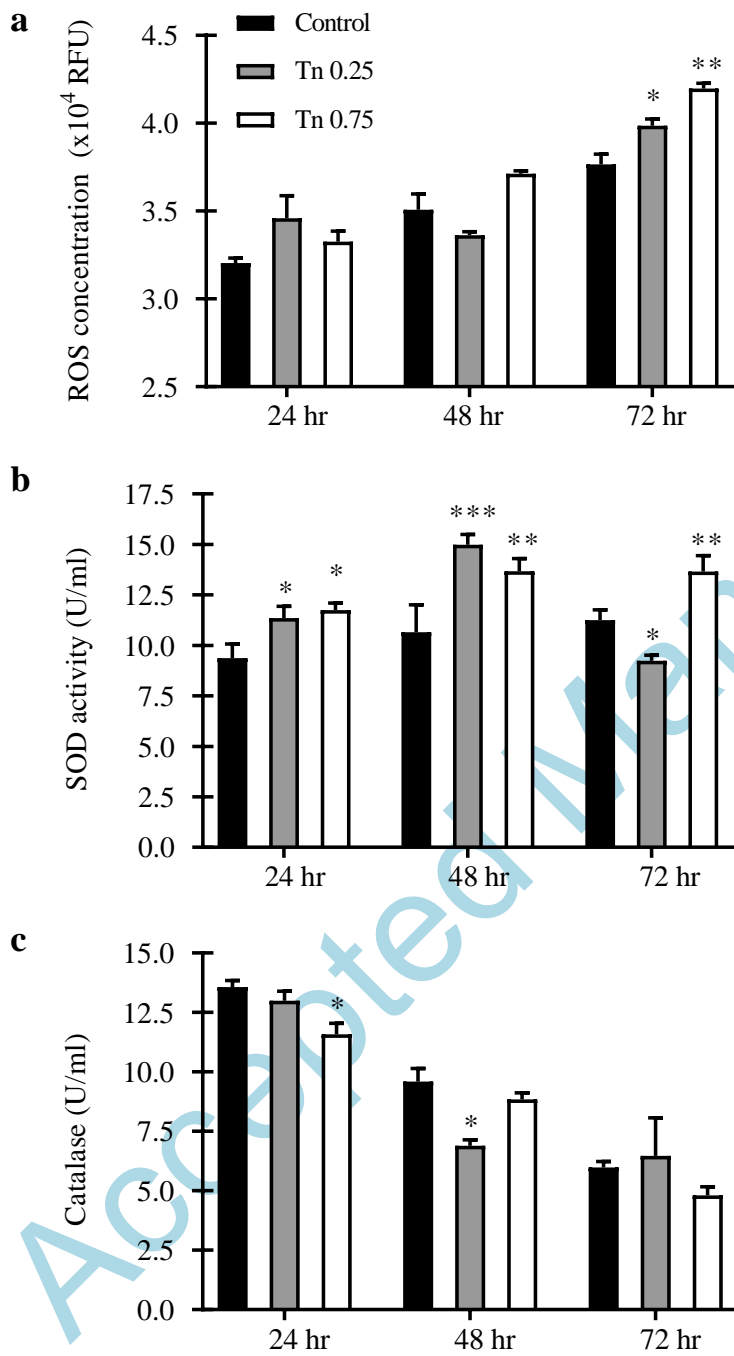 a
Control
Tn 0.25
Tn 0.75
ROS concentration (x10⁴ RFU)
4.5
4.0
3.5
3.0
2.5
*
**
24 hr
48 hr
72 hr
b
SOD activity (U/ml)
17.5
15.0
12.5
10.0
7.5
5.0
2.5
0.0
*
*
***
**
*
**
24 hr
48 hr
72 hr
c
Catalase (U/ml)
15.0
12.5
10.0
7.5
5.0
2.5
0.0
*
*
24 hr
48 hr
72 hr
Accepted Man